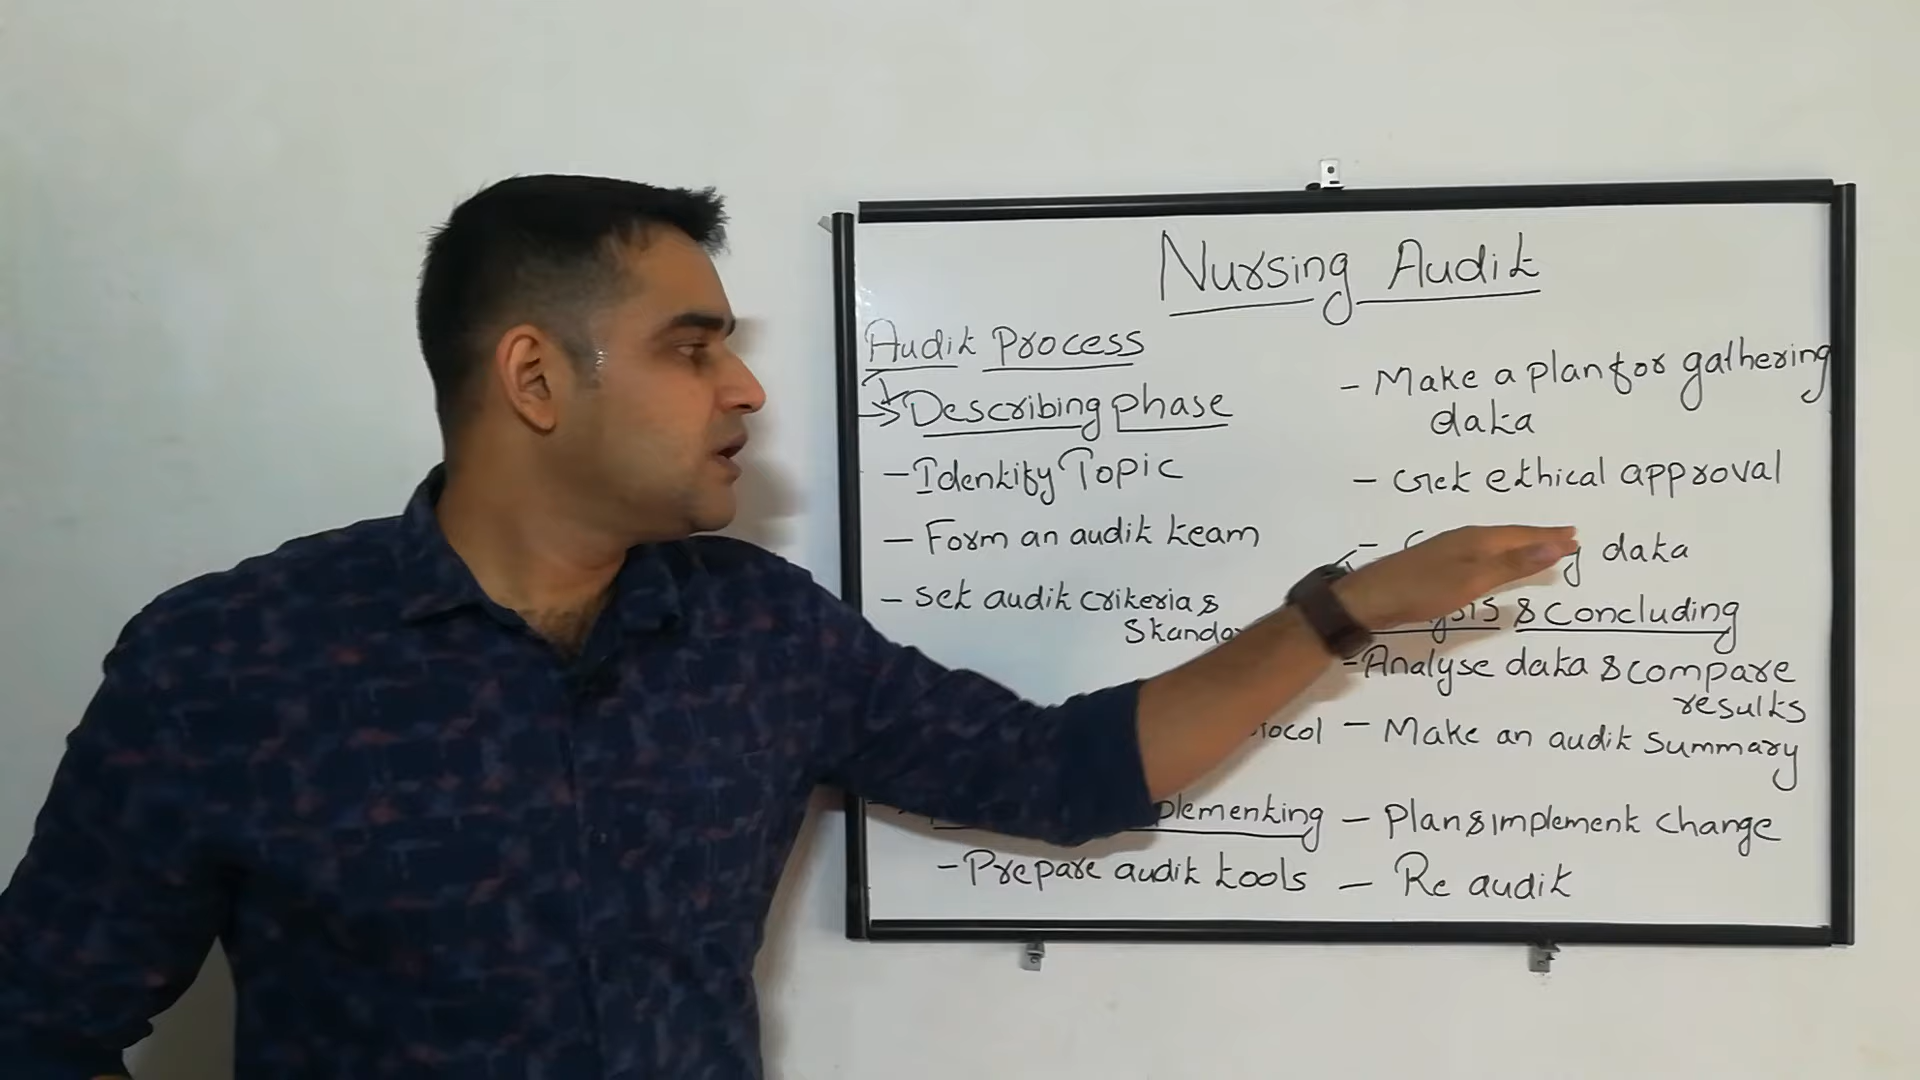 Nursing Audit
Audit Process
Describing phase
- Identify Topic
- Form an audit team
- Set audit criteria &
- Prepare audit tools
- Make a plan for gathering
data
- Get ethical approval
data
& concluding
- Analyse data & compare
results
- Make an audit summary
- Plan & implement change
- Re audit